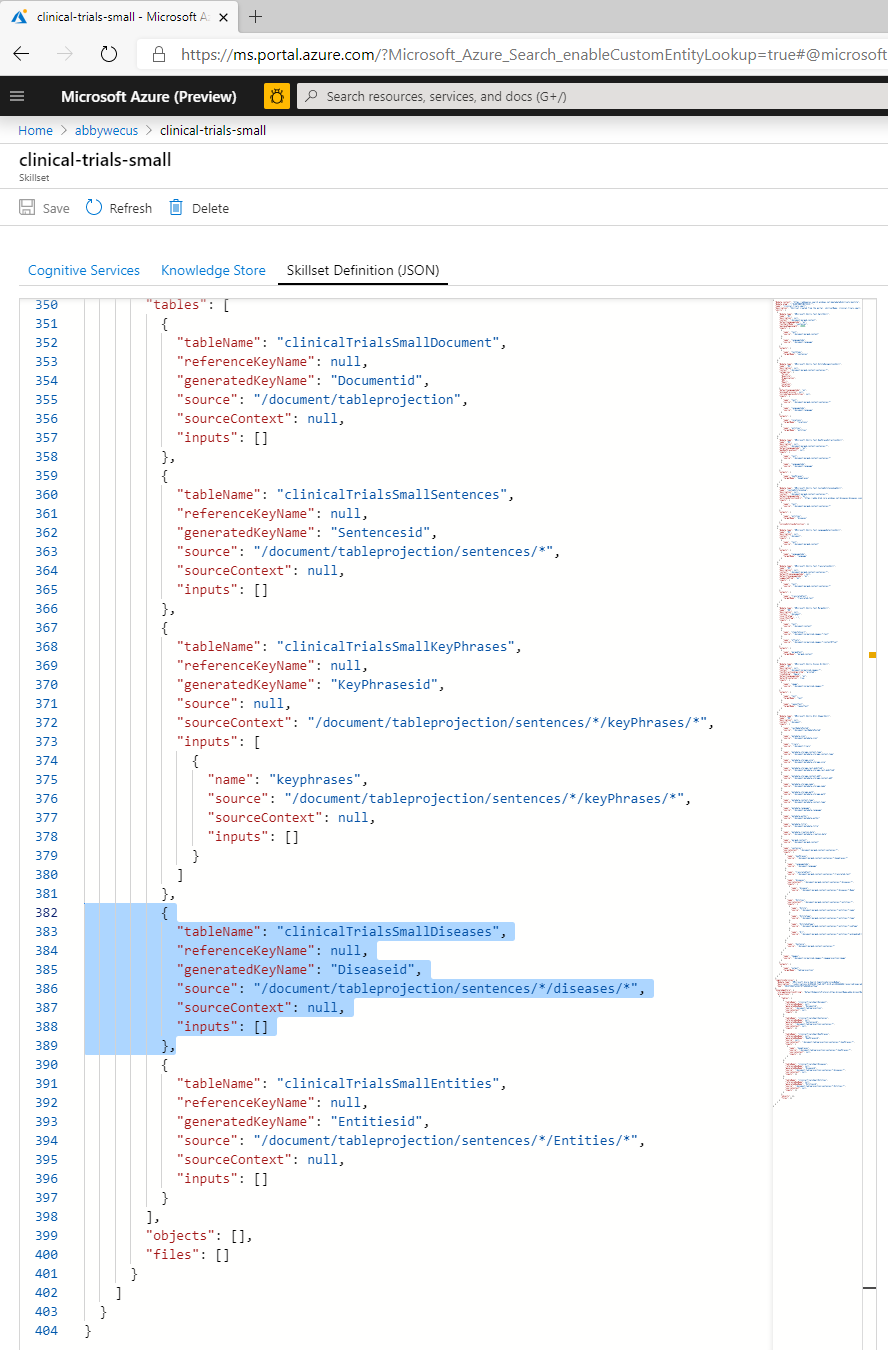 clinical-trials-small - Microsoft A
https://ms.portal.azure.com/?Microsoft_Azure_Search_enableCustomEntityLookup=true#@microsoft
Microsoft Azure (Preview)
Search resources, services, and docs (G+/)
Home > abbywecus > clinical-trials-small
clinical-trials-small
Skillset
Save Refresh Delete
Cognitive Services Knowledge Store Skillset Definition (JSON)
350 "tables": [
351 {
352 "tableName": "clinicalTrialsSmallDocument",
353 "referenceKeyName": null,
354 "generatedKeyName": "Documentid",
355 "source": "/document/tableprojection",
356 "sourceContext": null,
357 "inputs": []
358 },
359 {
360 "tableName": "clinicalTrialsSmallSentences",
361 "referenceKeyName": null,
362 "generatedKeyName": "Sentencesid",
363 "source": "/document/tableprojection/sentences/*",
364 "sourceContext": null,
365 "inputs": []
366 },
367 {
368 "tableName": "clinicalTrialsSmallKeyPhrases",
369 "referenceKeyName": null,
370 "generatedKeyName": "KeyPhrasesid",
371 "source": null,
372 "sourceContext": "/document/tableprojection/sentences/*/keyPhrases/*",
373 "inputs": [
374 {
375 "name": "keyphrases",
376 "source": "/document/tableprojection/sentences/*/keyPhrases/*",
377 "sourceContext": null,
378 "inputs": []
379 }
380 ]
381 },
382 {
383 "tableName": "clinicalTrialsSmallDiseases",
384 "referenceKeyName": null,
385 "generatedKeyName": "Diseaseid",
386 "source": "/document/tableprojection/sentences/*/diseases/*",
387 "sourceContext": null,
388 "inputs": []
389 },
390 {
391 "tableName": "clinicalTrialsSmallEntities",
392 "referenceKeyName": null,
393 "generatedKeyName": "Entitiesid",
394 "source": "/document/tableprojection/sentences/*/Entities/*",
395 "sourceContext": null,
396 "inputs": []
397 }
398 ],
399 "objects": [],
400 "files": []
401 }
402 ]
403 }
404 }